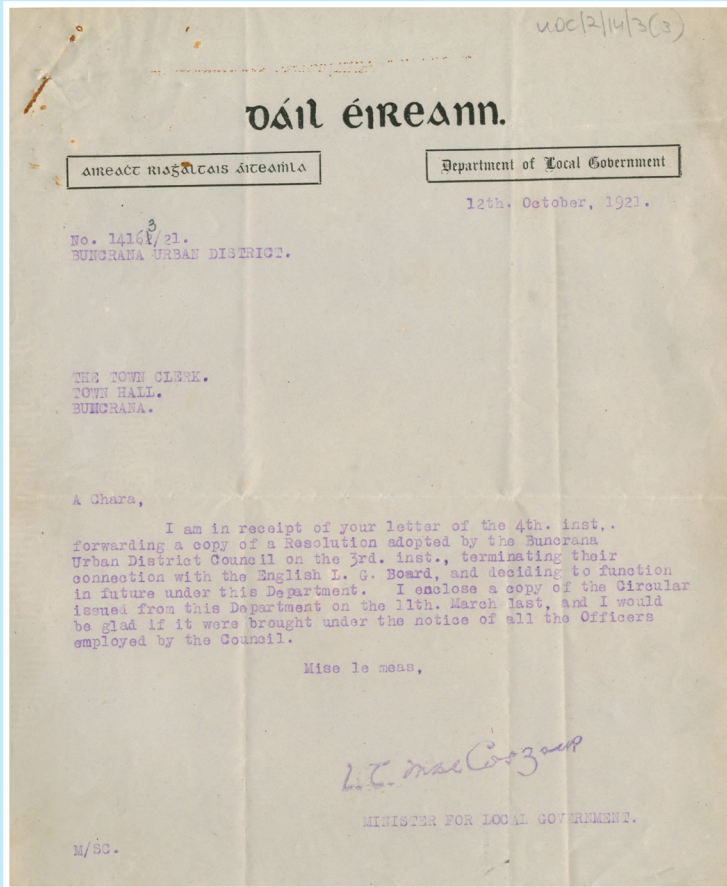 UDC/2/14/3(3)
Dáil Éireann.
Aireaċt Riaġaltais Áiteaṁla
Department of Local Government
12th. October, 1921.
No. 14163/21.
BUNCRANA URBAN DISTRICT.
THE TOWN CLERK.
TOWN HALL.
BUNCRANA.
A Chara,
I am in receipt of your letter of the 4th. inst,.
forwarding a copy of a Resolution adopted by the Buncrana
Urban District Council on the 3rd. inst., terminating their
connection with the English L. G. Board, and deciding to function
in future under this Department. I enclose a copy of the Circular
issued from this Department on the 11th. March last, and I would
be glad if it were brought under the notice of all the Officers
employed by the Council.
Mise le meas,
L.T. Mac Cosgair
MINISTER FOR LOCAL GOVERNMENT.
M/SC.